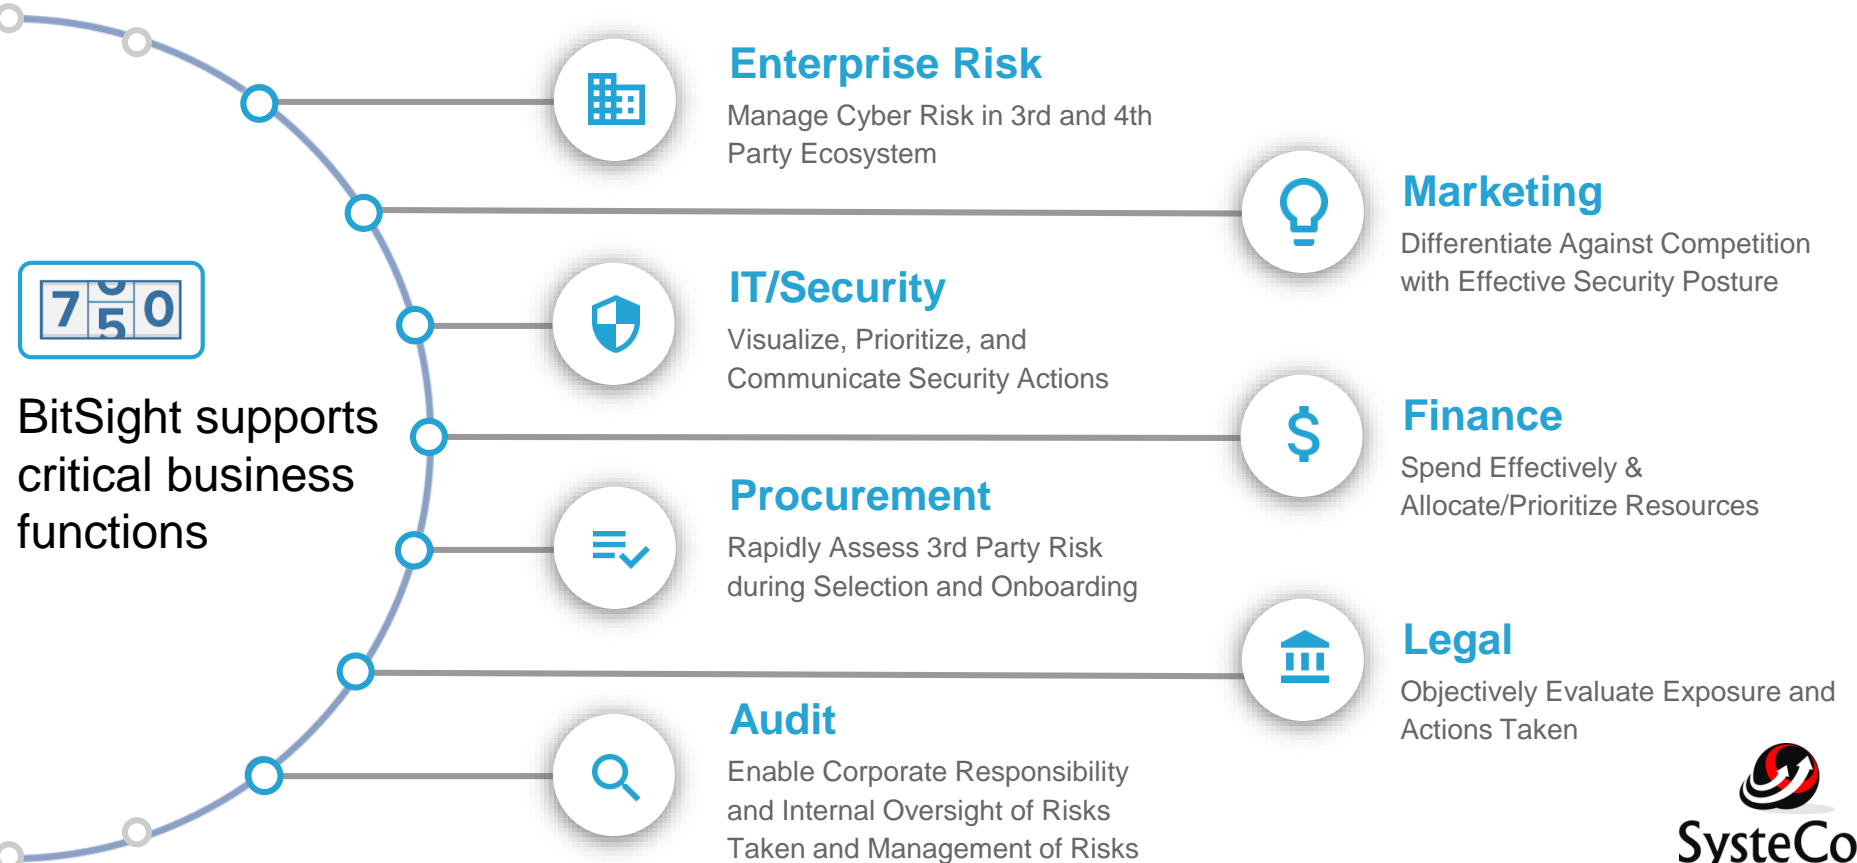 7 5 0
BitSight supports
critical business
functions
Enterprise Risk
Manage Cyber Risk in 3rd and 4th
Party Ecosystem
Marketing
Differentiate Against Competition
with Effective Security Posture
IT/Security
Visualize, Prioritize, and
Communicate Security Actions
Finance
Spend Effectively &
Allocate/Prioritize Resources
Procurement
Rapidly Assess 3rd Party Risk
during Selection and Onboarding
Legal
Objectively Evaluate Exposure and
Actions Taken
Audit
Enable Corporate Responsibility
and Internal Oversight of Risks
Taken and Management of Risks
SysteCo